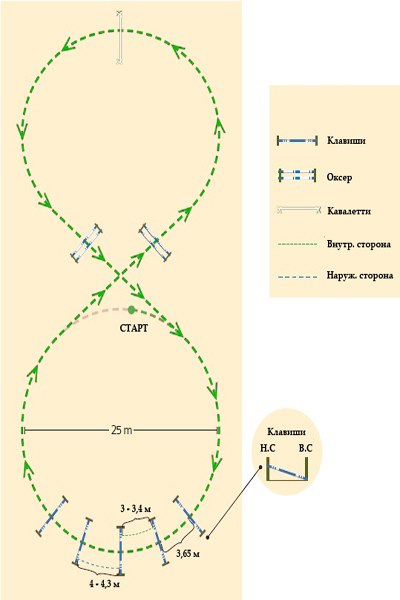 Клавиши
Оксер
Кавалетти
Внутр. сторона
Наруж. сторона
СТАРТ
25 m
Клавиши
Н.С В.С
3 - 3,4 м
3,65 м
4 - 4,3 м